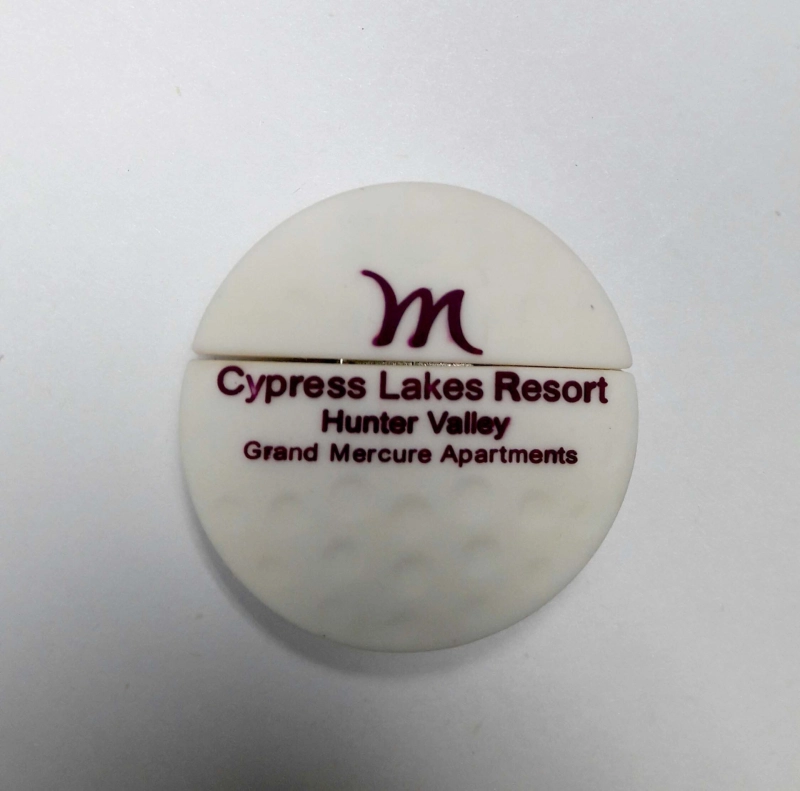 m
Cypress Lakes Resort
Hunter Valley
Grand Mercure Apartments